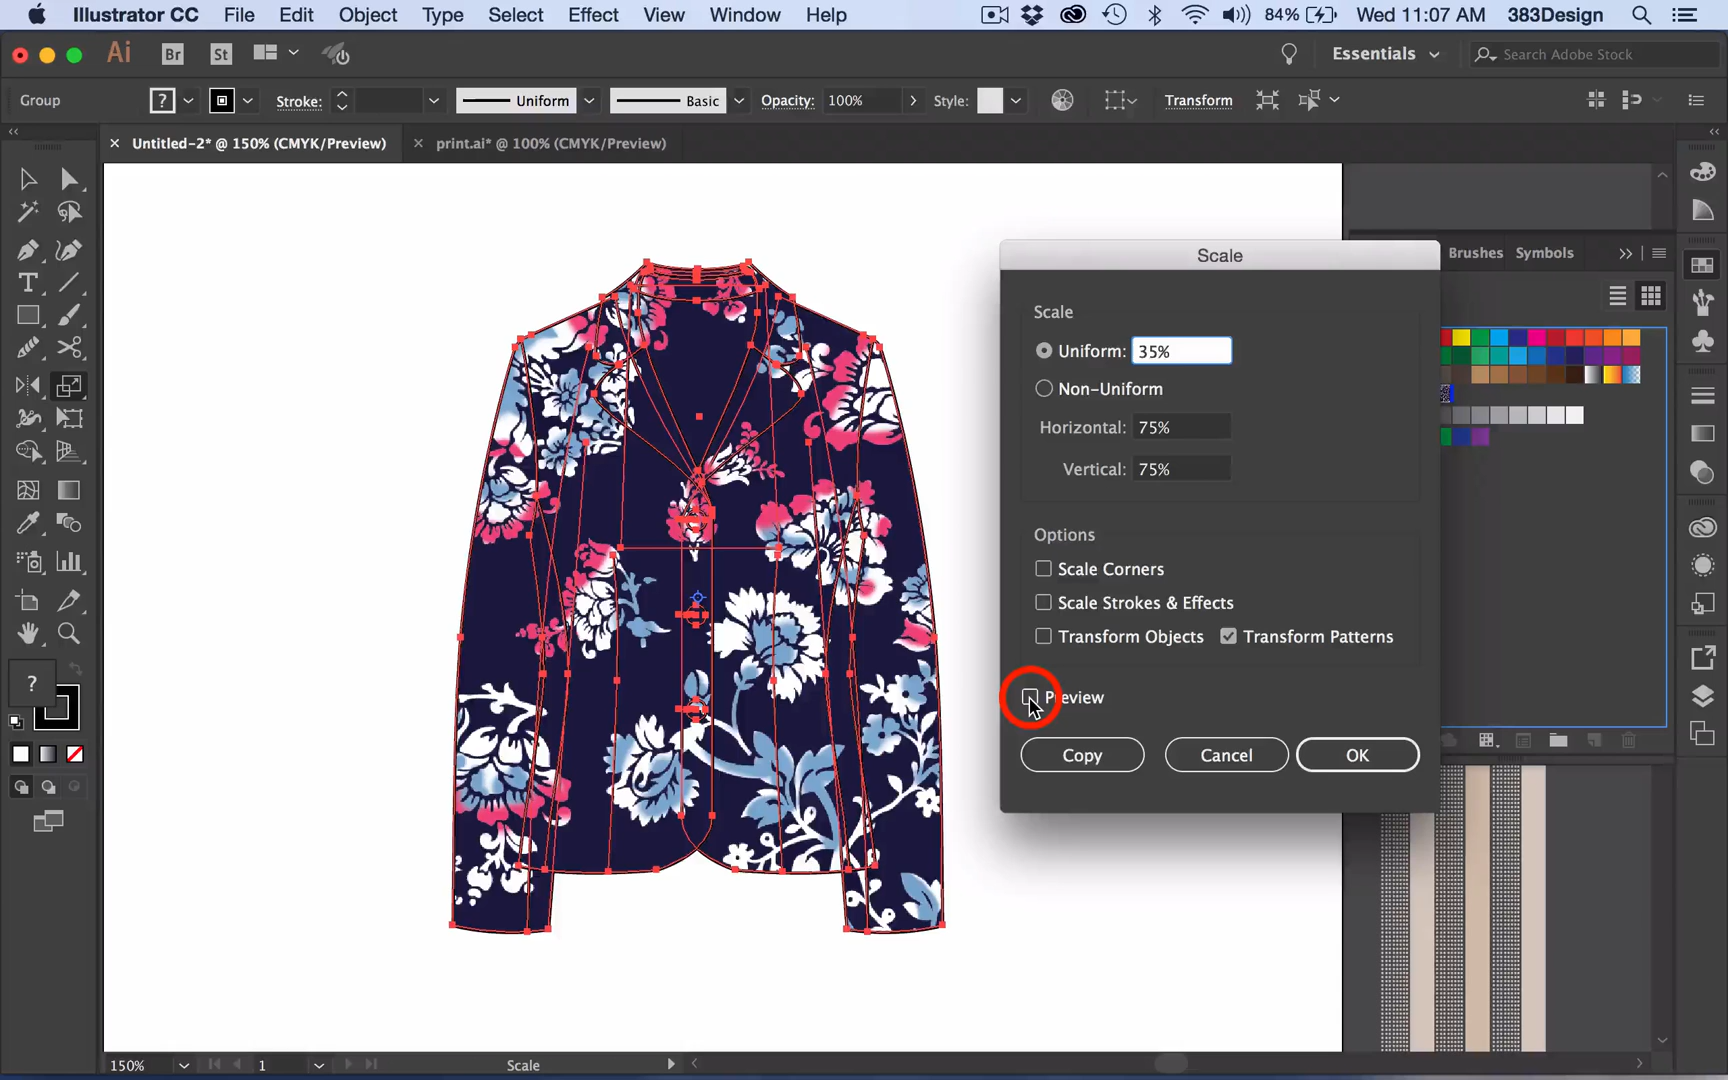 Illustrator CC File Edit Object Type Select Effect View Window Help 84% Wed 11:07 AM 383Design
Ai Br St Essentials Search Adobe Stock
Group ? Stroke: Uniform Basic Opacity: 100% Style: Transform
Untitled-2* @ 150% (CMYK/Preview) print.ai* @ 100% (CMYK/Preview)
Scale
Brushes Symbols
Scale
Uniform: 35%
Non-Uniform
Horizontal: 75%
Vertical: 75%
Options
Scale Corners
Scale Strokes & Effects
Transform Objects Transform Patterns
Preview
Copy Cancel OK
T
?
150% 1 Scale